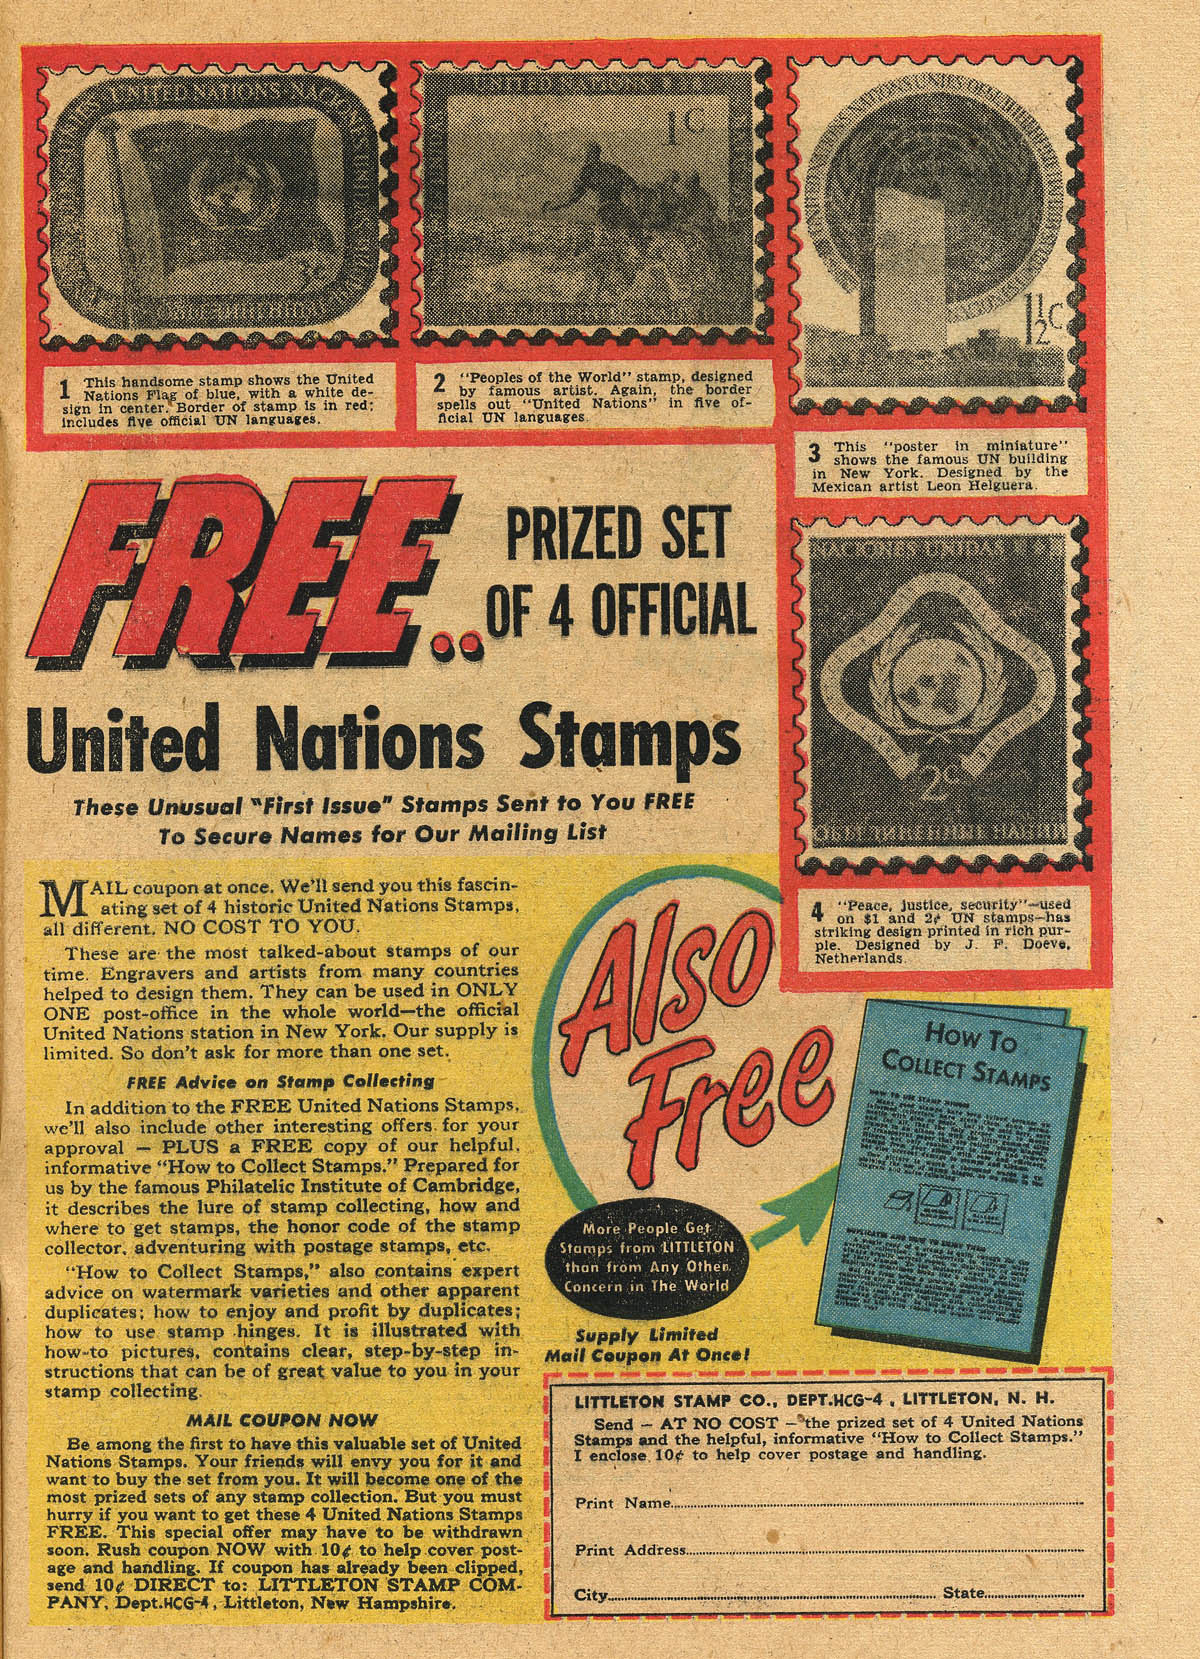 UNITED NATIONS NACIONES UNIDAS
3c
UNITED NATIONS
1c
NATIONS UNIES
1½c
1 This handsome stamp shows the United
Nations Flag of blue, with a white de-
sign in center. Border of stamp is in red;
includes five official UN languages.
2 "Peoples of the World" stamp, designed
by famous artist. Again, the border
spells out "United Nations" in five of-
ficial UN languages.
3 This "poster in miniature"
shows the famous UN building
in New York. Designed by the
Mexican artist Leon Helguera.
NACIONES UNIDAS
2c
4 "Peace, justice, security"—used
on $1 and 2¢ UN stamps—has
striking design printed in rich pur-
ple. Designed by J. F. Doeve,
Netherlands.
FREE..
PRIZED SET
OF 4 OFFICIAL
United Nations Stamps
These Unusual "First Issue" Stamps Sent to You FREE
To Secure Names for Our Mailing List
MAIL coupon at once. We'll send you this fascin-
ating set of 4 historic United Nations Stamps,
all different, NO COST TO YOU.
These are the most talked-about stamps of our
time. Engravers and artists from many countries
helped to design them. They can be used in ONLY
ONE post-office in the whole world—the official
United Nations station in New York. Our supply is
limited. So don't ask for more than one set.
FREE Advice on Stamp Collecting
In addition to the FREE United Nations Stamps,
we'll also include other interesting offers for your
approval — PLUS a FREE copy of our helpful,
informative "How to Collect Stamps." Prepared for
us by the famous Philatelic Institute of Cambridge,
it describes the lure of stamp collecting, how and
where to get stamps, the honor code of the stamp
collector, adventuring with postage stamps, etc.
"How to Collect Stamps," also contains expert
advice on watermark varieties and other apparent
duplicates; how to enjoy and profit by duplicates;
how to use stamp hinges. It is illustrated with
how-to pictures, contains clear, step-by-step in-
structions that can be of great value to you in your
stamp collecting.
MAIL COUPON NOW
Be among the first to have this valuable set of United
Nations Stamps. Your friends will envy you for it and
want to buy the set from you. It will become one of the
most prized sets of any stamp collection. But you must
hurry if you want to get these 4 United Nations Stamps
FREE. This special offer may have to be withdrawn
soon. Rush coupon NOW with 10¢ to help cover post-
age and handling. If coupon has already been clipped,
send 10¢ DIRECT to: LITTLETON STAMP COM-
PANY, Dept.HCG-4, Littleton, New Hampshire.
Also
Free
HOW TO
COLLECT STAMPS
HOW TO USE STAMP HINGES
DUPLICATES AND HOW TO ENJOY THEM
More People Get
Stamps from LITTLETON
than from Any Other
Concern in The World
Supply Limited
Mail Coupon At Once!
LITTLETON STAMP CO., DEPT.HCG-4, LITTLETON, N. H.
Send — AT NO COST — the prized set of 4 United Nations
Stamps and the helpful, informative "How to Collect Stamps."
I enclose 10¢ to help cover postage and handling.
Print Name
Print Address
City State